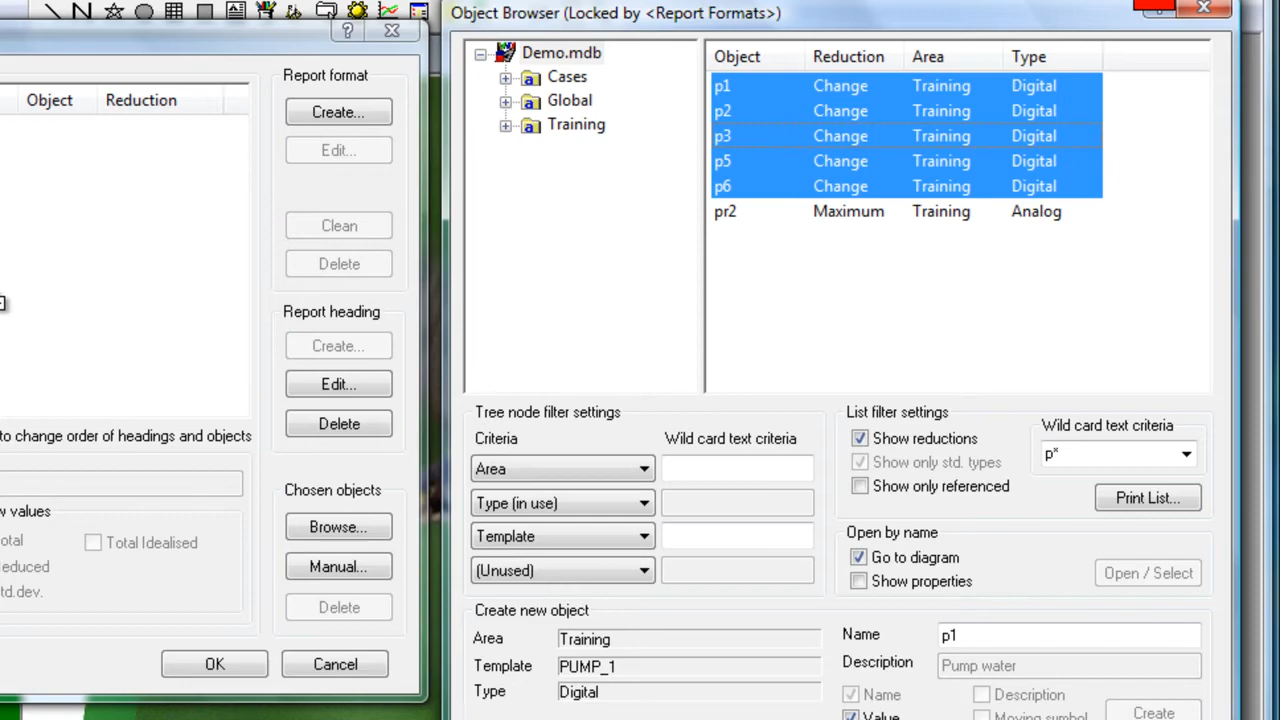 Object Browser (Locked by <Report Formats>)
Report format
Object
Reduction
Create...
Edit...
Clean
Delete
Report heading
Create...
Edit...
Delete
to change order of headings and objects
Chosen objects
Browse...
Total Idealised
Manual...
Delete
OK
Cancel
Demo.mdb
Cases
Global
Training
Object Reduction Area Type
p1 Change Training Digital
p2 Change Training Digital
p3 Change Training Digital
p5 Change Training Digital
p6 Change Training Digital
pr2 Maximum Training Analog
Tree node filter settings
Criteria
Wild card text criteria
Area
Type (in use)
Template
(Unused)
List filter settings
Show reductions
Show only std. types
Show only referenced
Wild card text criteria
p*
Print List...
Open by name
Go to diagram
Show properties
Open / Select
Create new object
Area Training
Template PUMP_1
Type Digital
Name p1
Description Pump water
Name
Description
Value
Moving symbol
Create